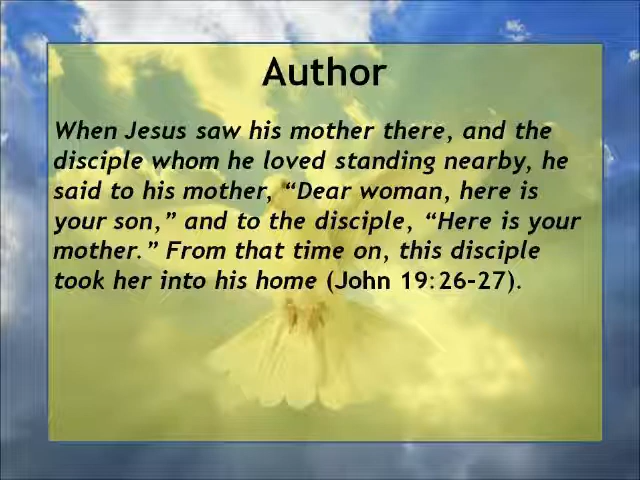 Author
When Jesus saw his mother there, and the
disciple whom he loved standing nearby, he
said to his mother, “Dear woman, here is
your son,” and to the disciple, “Here is your
mother.” From that time on, this disciple
took her into his home (John 19:26-27).